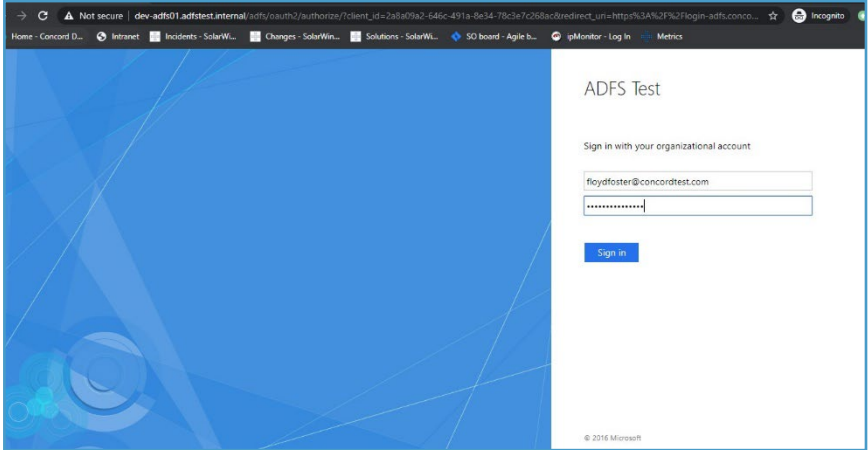 Not secure | dev-adfs01.adfstest.internal/adfs/oauth2/authorize/?client_id=2a8a09a2-646c-491a-8e34-78c3e7c268ac&redirect_uri=https%3A%2F%2Flogin-adfs.conco... Incognito
Home - Concord D... Intranet Incidents - SolarWi... Changes - SolarWin... Solutions - SolarWi... SO board - Agile b... ipMonitor - Log In Metrics
ADFS Test
Sign in with your organizational account
floydfoster@concordtest.com
•••••••••••••••
Sign in
© 2016 Microsoft